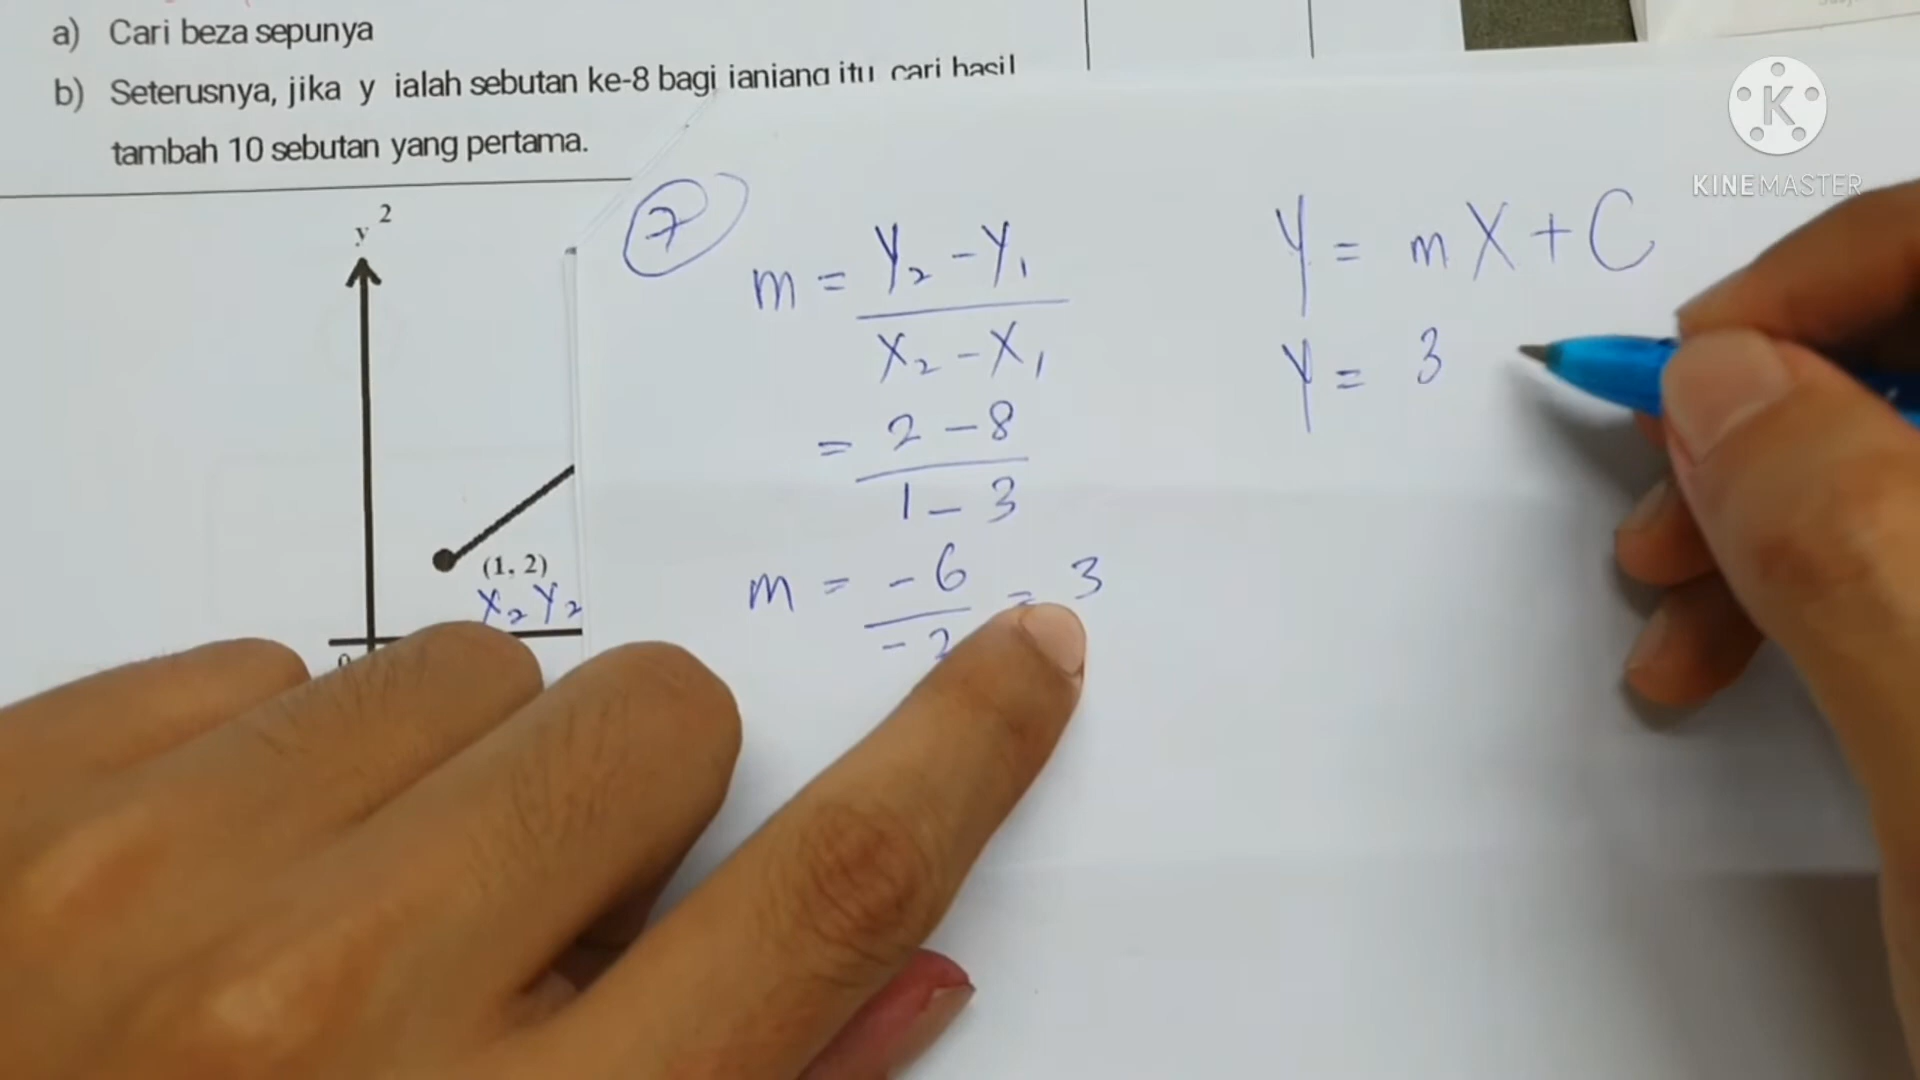 a) Cari beza sepunya
b) Seterusnya, jika y ialah sebutan ke-8 bagi janjang itu cari hasil
tambah 10 sebutan yang pertama.
y 2
(1, 2)
X₂ Y₂
0
7
m = Y₂ - Y₁
X₂ - X₁
= 2 - 8
1 - 3
m = -6 = 3
-2
Y = mX + C
Y = 3
KINEMASTER
K